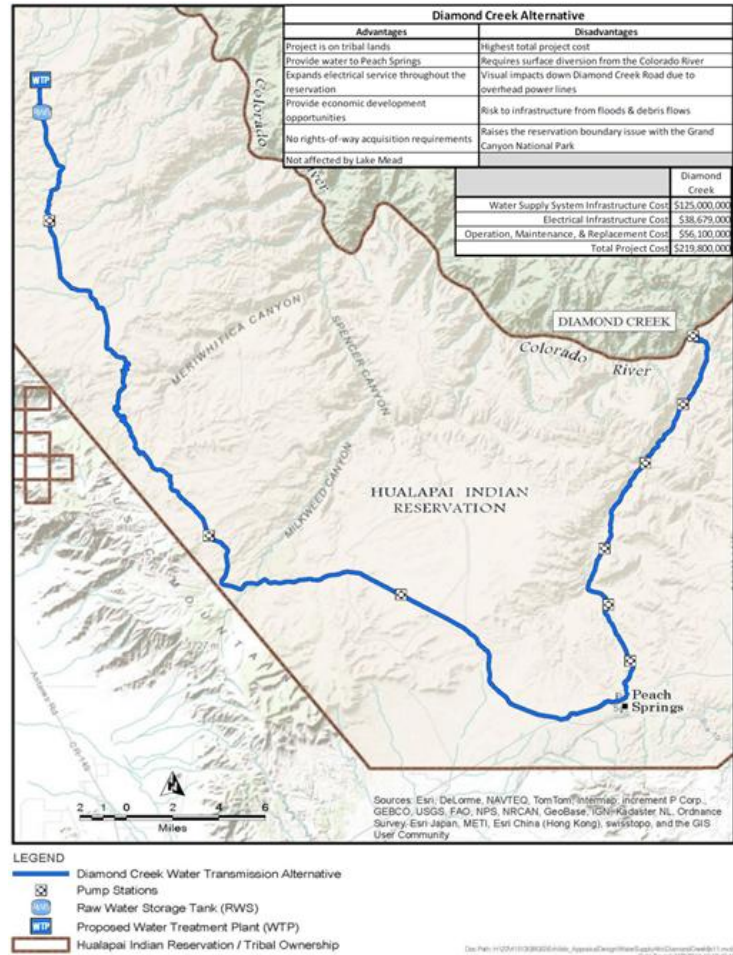 Diamond Creek Alternative
Advantages Disadvantages
Project is on tribal lands Highest total project cost
Provide water to Peach Springs Requires surface diversion from the Colorado River
Expands electrical service throughout the reservation Visual impacts down Diamond Creek Road due to overhead power lines
Provide economic development opportunities Risk to infrastructure from floods & debris flows
No rights-of-way acquisition requirements Raises the reservation boundary issue with the Grand Canyon National Park
Not affected by Lake Mead
Diamond Creek
Water Supply System Infrastructure Cost $125,000,000
Electrical Infrastructure Cost $38,679,000
Operation, Maintenance, & Replacement Cost $56,100,000
Total Project Cost $219,800,000
WTP
RWS
Colorado
River
MERIWHITICA CANYON
SPENCER CANYON
DIAMOND CREEK
Colorado
River
MILKWEED CANYON
HUALAPAI INDIAN
RESERVATION
MUSIC MOUNTAINS
Antares Rd
Peach
Springs
N
2 1 0 2 4 6
Miles
Sources: Esri, DeLorme, NAVTEQ, TomTom, Intermap, increment P Corp.,
GEBCO, USGS, FAO, NPS, NRCAN, GeoBase, IGN, Kadaster NL, Ordnance
Survey, Esri Japan, METI, Esri China (Hong Kong), swisstopo, and the GIS
User Community
LEGEND
Diamond Creek Water Transmission Alternative
Pump Stations
RWS Raw Water Storage Tank (RWS)
WTP Proposed Water Treatment Plant (WTP)
Hualapai Indian Reservation / Tribal Ownership